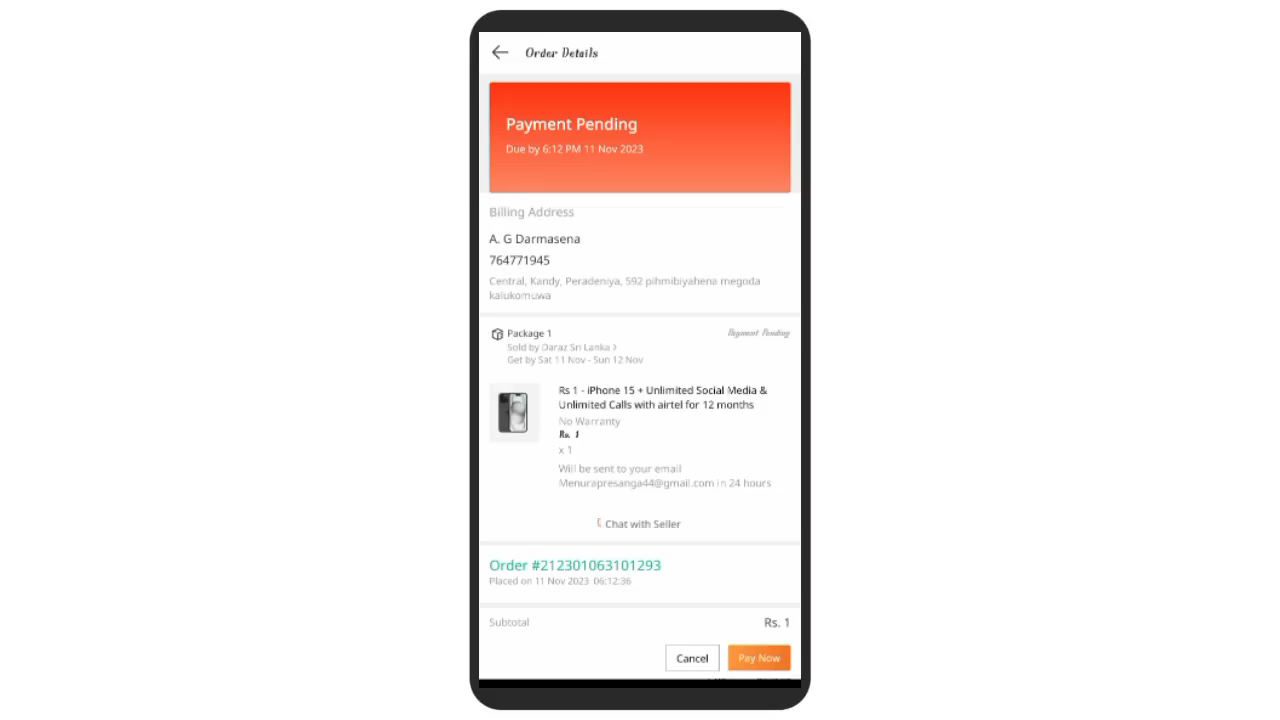 Order Details
Payment Pending
Due by 6:12 PM 11 Nov 2023
Billing Address
A. G Darmasena
764771945
Central, Kandy, Peradeniya, 592 pihmibiyahena megoda
kalukomuwa
Package 1
Payment Pending
Sold by Daraz Sri Lanka >
Get by Sat 11 Nov - Sun 12 Nov
Rs 1 - iPhone 15 + Unlimited Social Media &
Unlimited Calls with airtel for 12 months
No Warranty
Rs. 1
x 1
Will be sent to your email
Menurapresanga44@gmail.com in 24 hours
Chat with Seller
Order #212301063101293
Placed on 11 Nov 2023 06:12:36
Subtotal
Rs. 1
Cancel
Pay Now